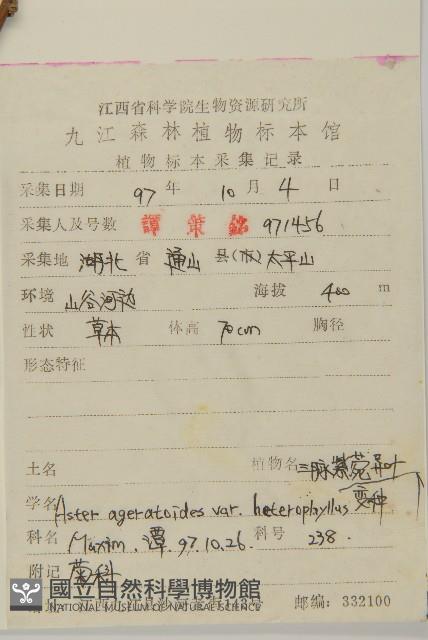 江西省科学院生物资源研究所
九江森林植物标本馆
植物标本采集记录
采集日期 97 年 10 月 4 日
采集人及号数 譚策銘 971456
采集地 湖北 省 通山 县(市) 太平山
环境 山谷河边 海拔 400 m
性状 草本 体高 70cm 胸径
形态特征
土名 植物名 三脉紫菀异叶变种
学名 Aster ageratoides var. heterophyllus
科名 Maxim. 潭. 97.10.26. 科号 238.
附记 菊科
國立自然科學博物館
NATIONAL MUSEUM OF NATURAL SCIENCE
邮编: 332100